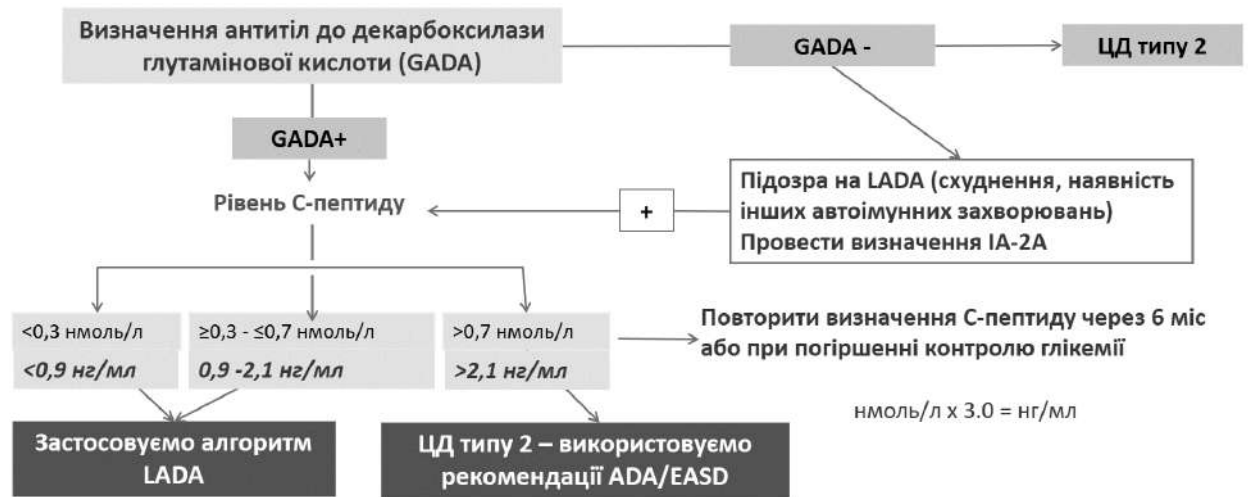 Визначення антитіл до декарбоксилази
глутамінової кислоти (GADA)
GADA -
ЦД типу 2
GADA+
Рівень С-пептиду
+
Підозра на LADA (схуднення, наявність
інших автоімунних захворювань)
Провести визначення IA-2A
<0,3 нмоль/л
≥0,3 - ≤0,7 нмоль/л
>0,7 нмоль/л
<0,9 нг/мл
0,9 -2,1 нг/мл
>2,1 нг/мл
Повторити визначення С-пептиду через 6 міс
або при погіршенні контролю глікемії
нмоль/л х 3.0 = нг/мл
Застосовуємо алгоритм
LADA
ЦД типу 2 – використовуємо
рекомендації ADA/EASD